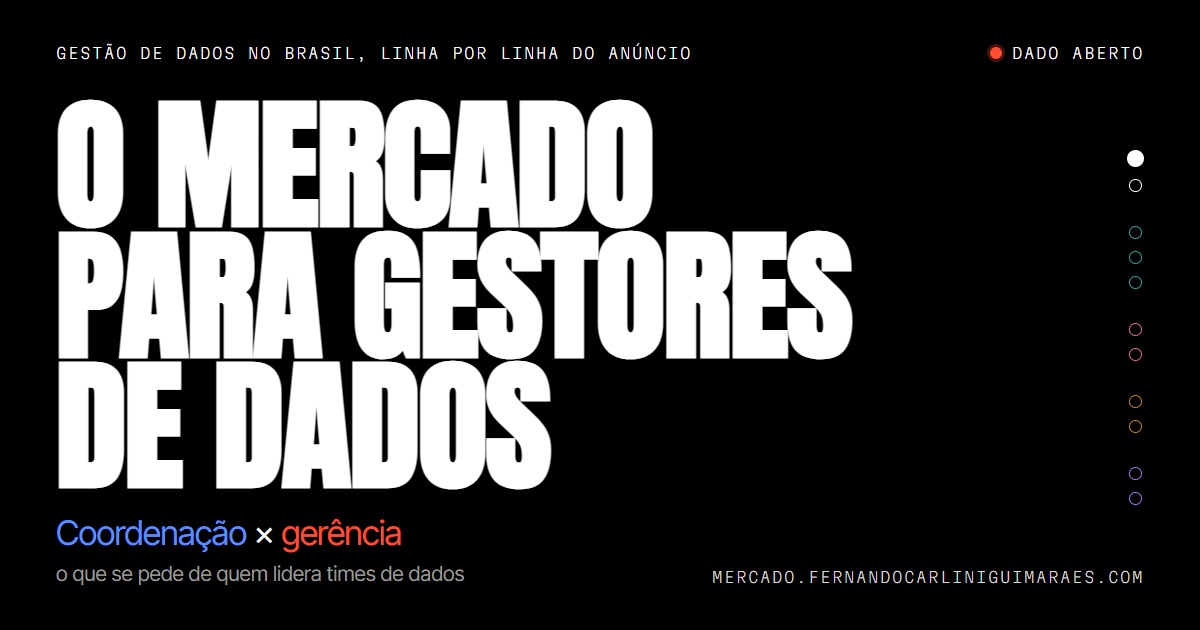 GESTÃO DE DADOS NO BRASIL, LINHA POR LINHA DO ANÚNCIO
DADO ABERTO
O MERCADO
PARA GESTORES
DE DADOS
Coordenação × gerência
o que se pede de quem lidera times de dados
MERCADO.FERNANDOCARLINIGUIMARAES.COM